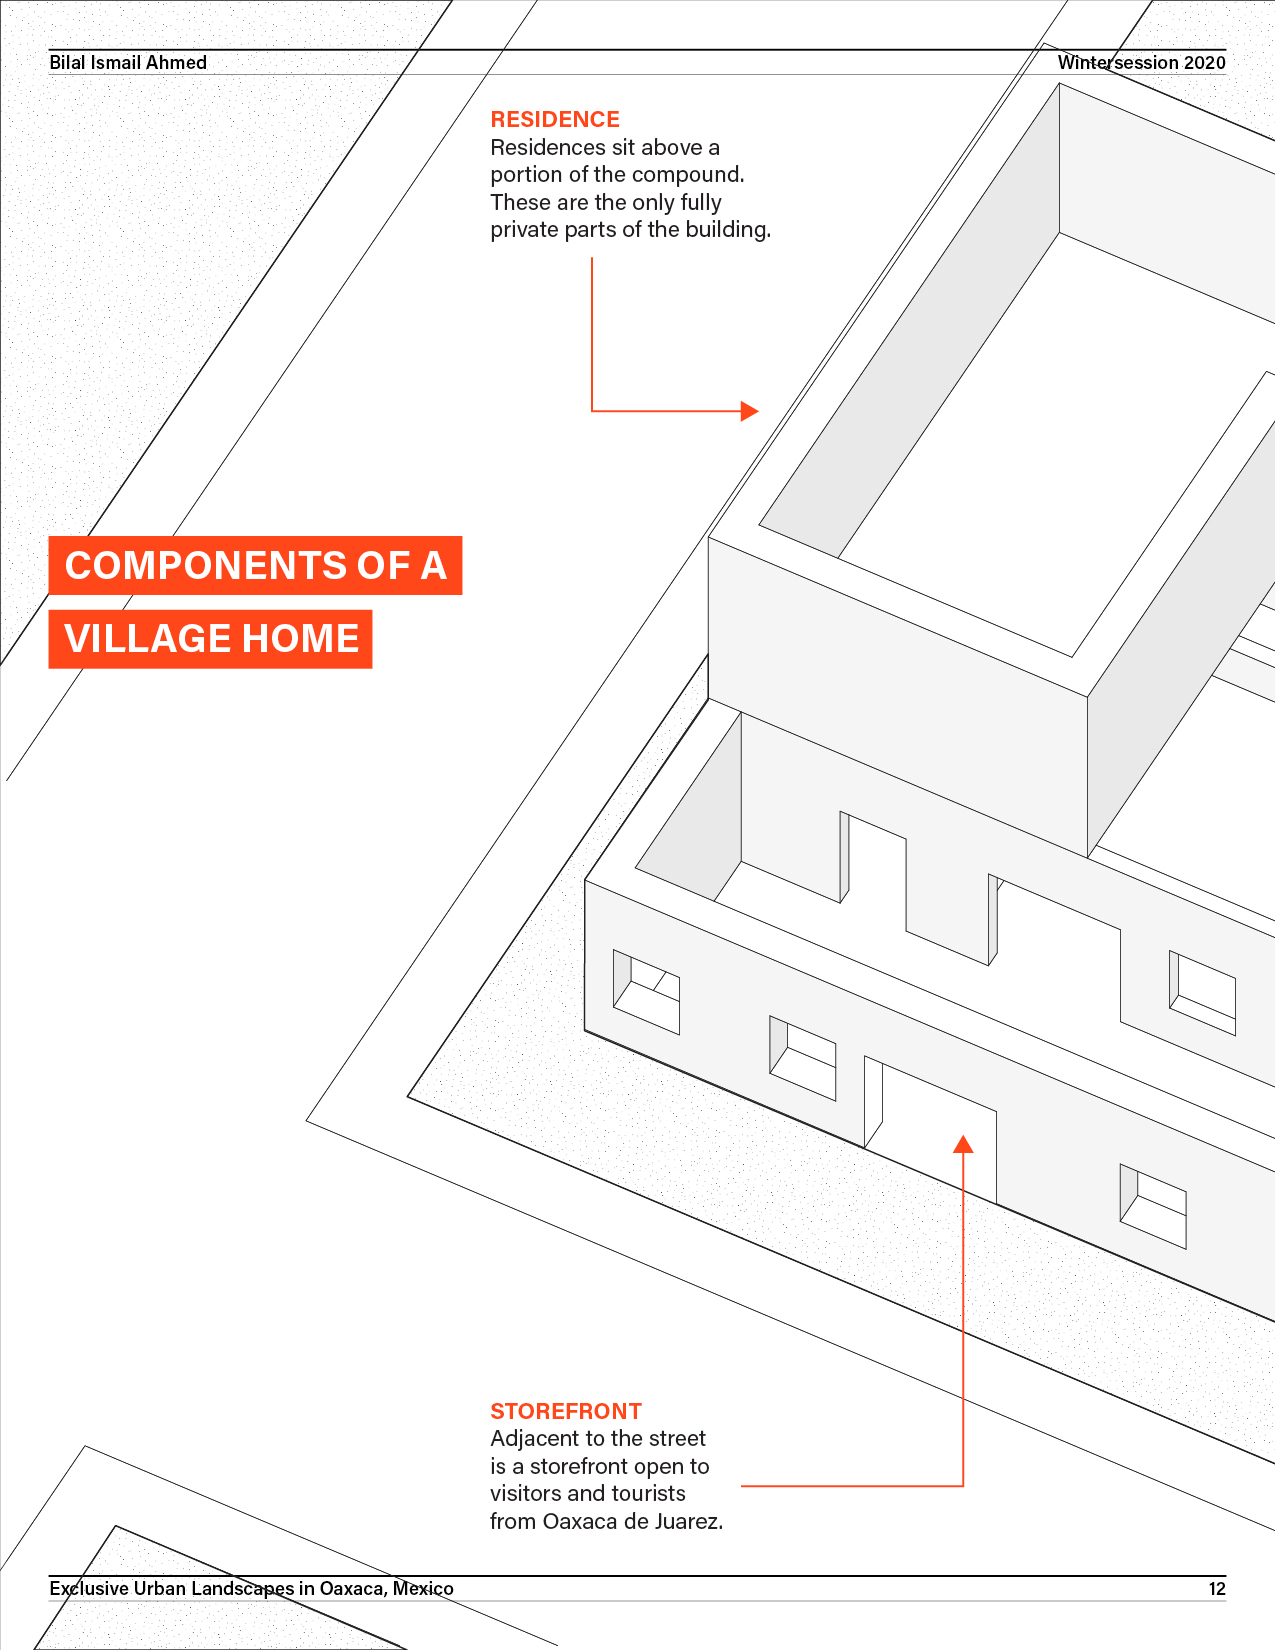 Bilal Ismail Ahmed
Wintersession 2020
RESIDENCE
Residences sit above a
portion of the compound.
These are the only fully
private parts of the building.
COMPONENTS OF A
VILLAGE HOME
STOREFRONT
Adjacent to the street
is a storefront open to
visitors and tourists
from Oaxaca de Juarez.
Exclusive Urban Landscapes in Oaxaca, Mexico
12